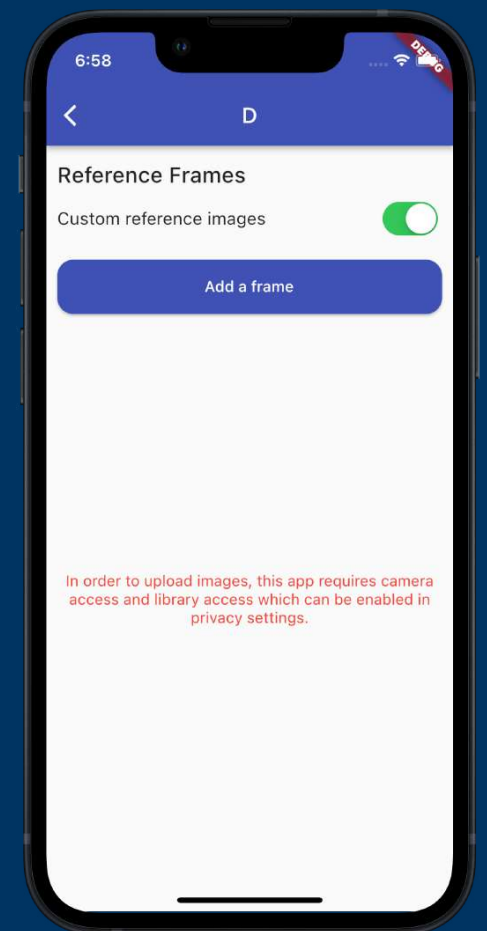 6:58
DEBUG
D
Reference Frames
Custom reference images
Add a frame
In order to upload images, this app requires camera
access and library access which can be enabled in
privacy settings.